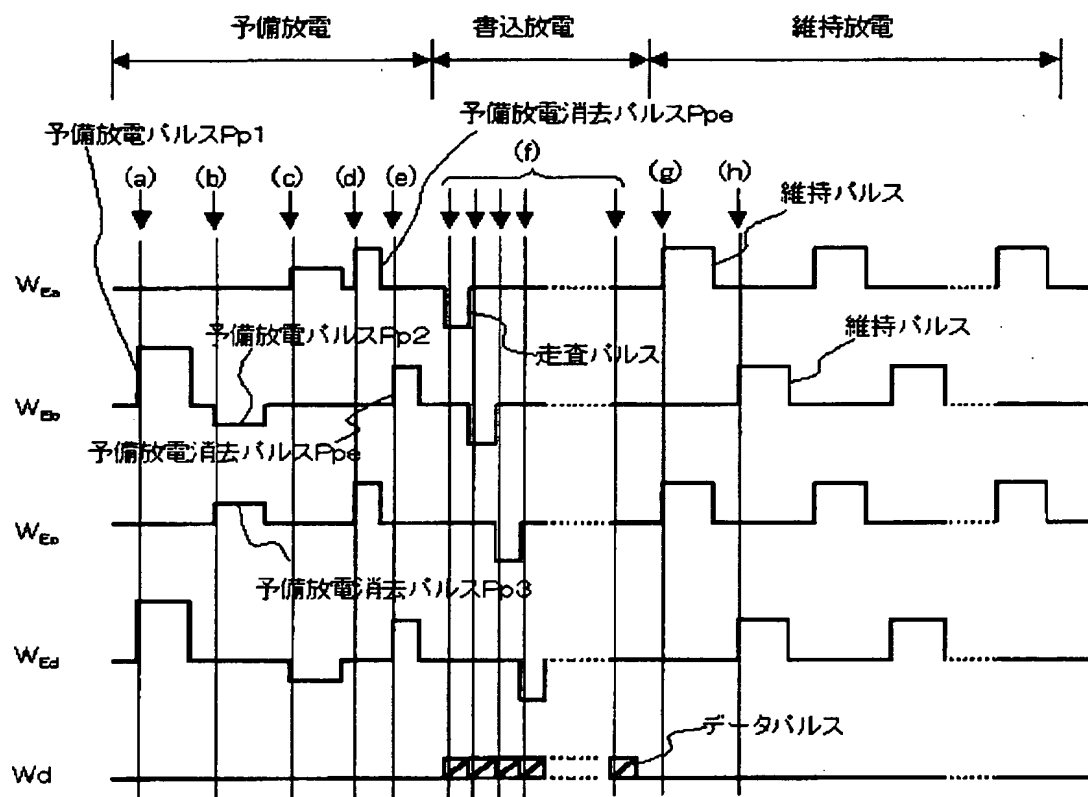 予備放電 書込放電 維持放電
予備放電消去パルスPpe
予備放電パルスPp1
(a) (b) (c) (d) (e) (f) (g) (h)
維持パルス
WEa
予備放電パルスPp2
走査パルス
維持パルス
WEb
予備放電消去パルスPpe
WEc
予備放電消去パルスPp3
WEd
データパルス
Wd